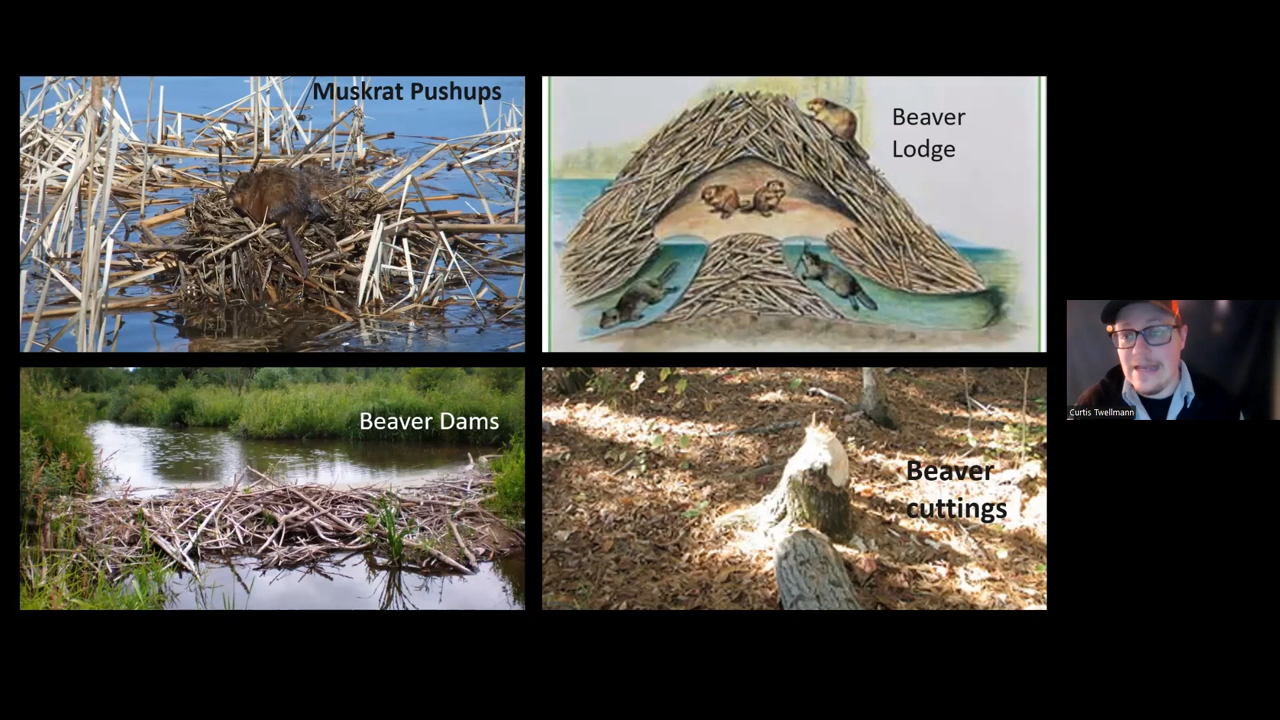 Muskrat Pushups
Beaver
Lodge
Beaver Dams
Beaver
cuttings
Curtis Twellmann